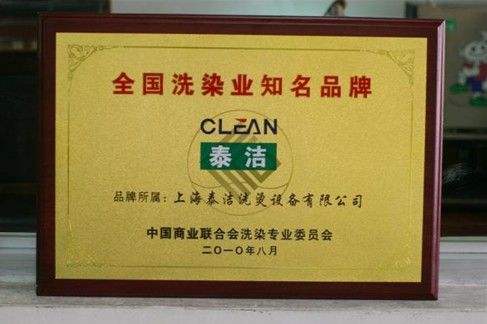 全国洗染业知名品牌
CLEAN
泰洁
品牌所属:上海泰洁洗烫设备有限公司
中国商业联合会洗染专业委员会
二〇一〇年八月